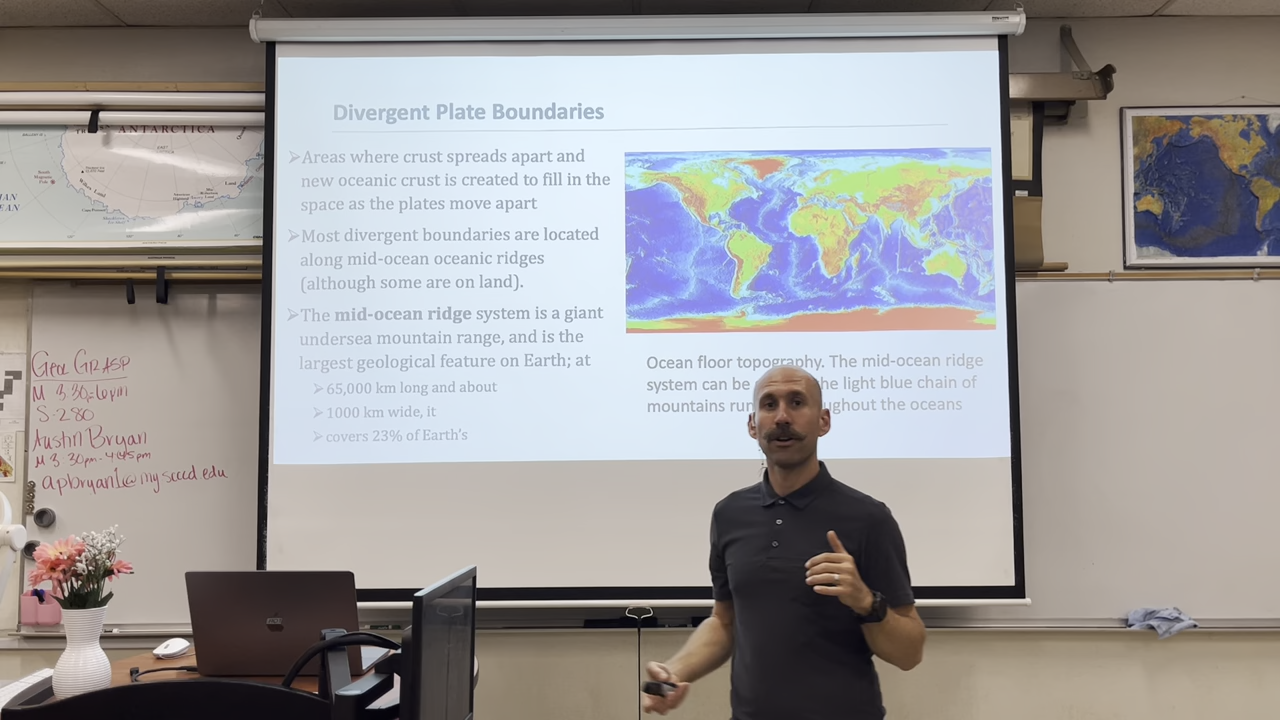 ANTARCTICA
Divergent Plate Boundaries
➢Areas where crust spreads apart and
new oceanic crust is created to fill in the
space as the plates move apart
➢Most divergent boundaries are located
along mid-ocean oceanic ridges
(although some are on land).
➢The mid-ocean ridge system is a giant
undersea mountain range, and is the
largest geological feature on Earth; at
➢65,000 km long and about
➢1000 km wide, it
➢covers 23% of Earth's
Ocean floor topography. The mid-ocean ridge
system can be he light blue chain of
mountains run ughout the oceans
Geo GRASP
M 3:30-6pm
S-280
Austin Bryan
M 3:30pm-4:45pm
apbryan1@my.scccd.edu